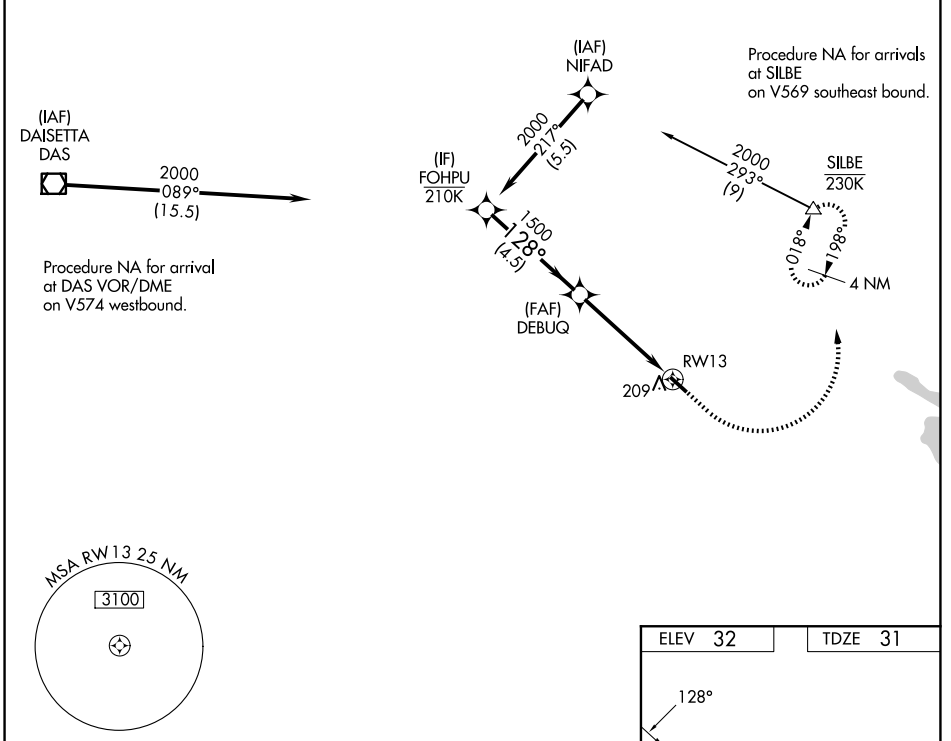 (IAF)
NIFAD
Procedure NA for arrivals
at SILBE
on V569 southeast bound.
(IAF)
DAISETTA
DAS
2000
089°
(15.5)
2000
217°
(5.5)
(IF)
FOHPU
210K
2000
293°
(9)
SILBE
230K
1500
128°
(4.5)
018°
198°
4 NM
Procedure NA for arrival
at DAS VOR/DME
on V574 westbound.
(FAF)
DEBUQ
RW13
209
MSA RW13 25 NM
3100
ELEV 32
TDZE 31
128°